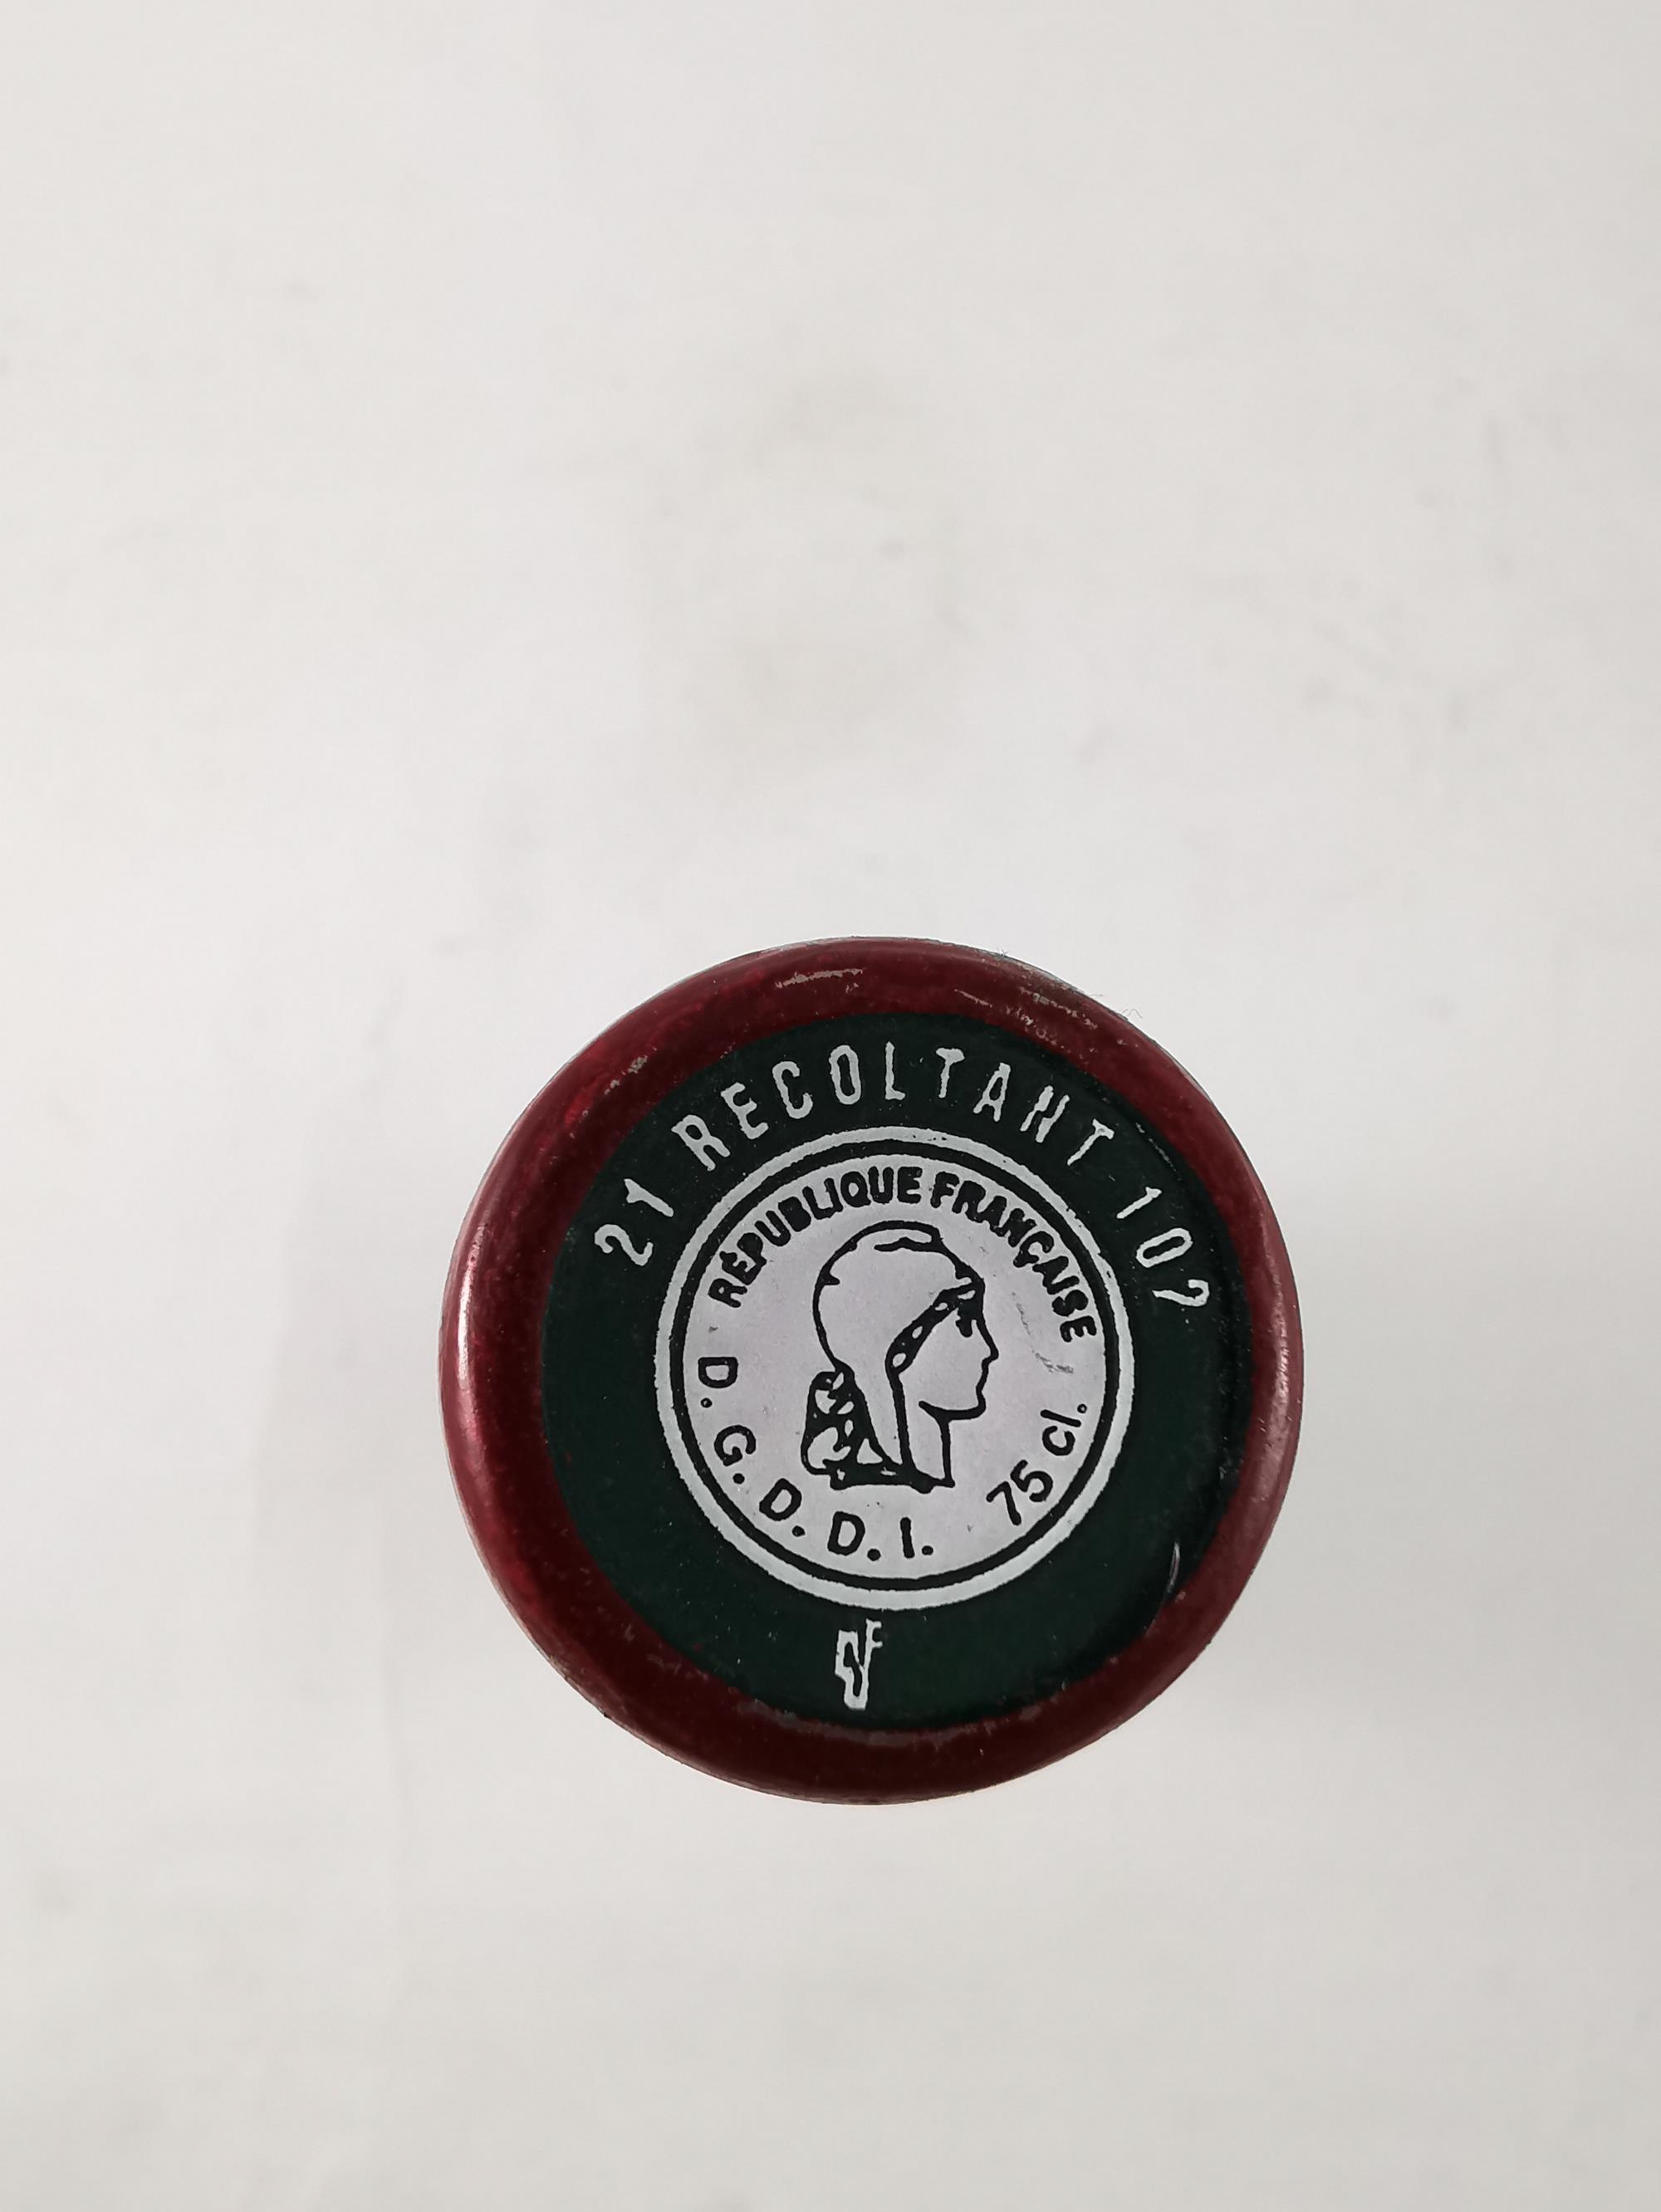 21 RECOLTANT 102
RÉPUBLIQUE FRANÇAISE
D. G. D. D. I. 75 cl.